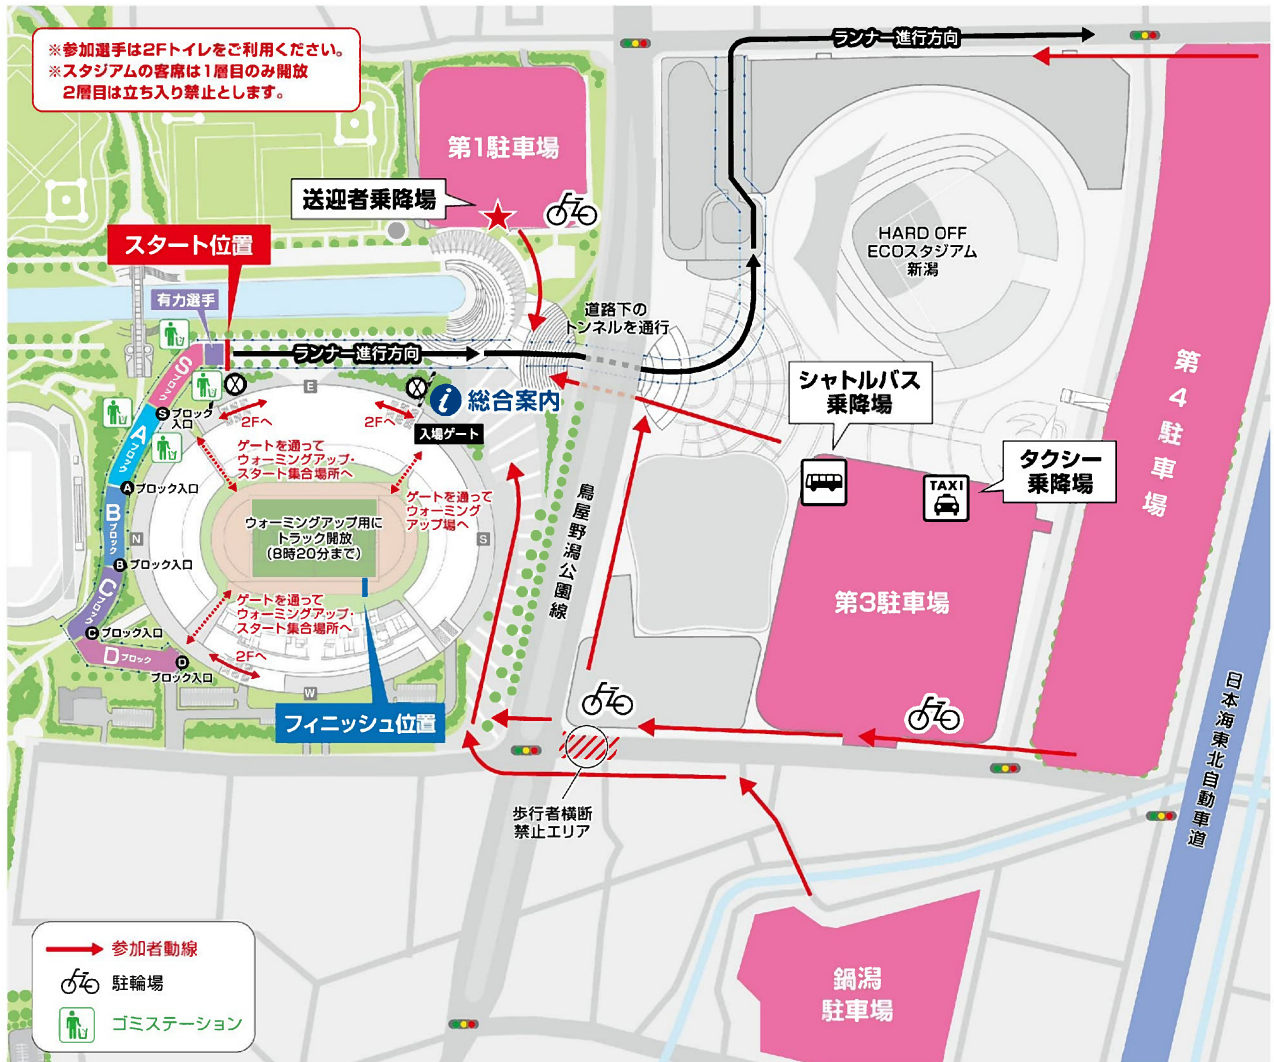 ※参加選手は2Fトイレをご利用ください。
※スタジアムの客席は1層目のみ開放
2層目は立ち入り禁止とします。
ランナー進行方向
第1駐車場
送迎者乗降場
スタート位置
HARD OFF
ECOスタジアム
新潟
有力選手
道路下の
トンネルを通行
ランナー進行方向
Sブロック
S ブロック
入口
E
i 総合案内
入場ゲート
2Fへ
2Fへ
シャトルバス
乗降場
第4駐車場
Aブロック
ゲートを通って
ウォーミングアップ・
スタート集合場所へ
TAXI
タクシー
乗降場
A ブロック入口
ゲートを通って
ウォーミング
アップ場へ
鳥屋野潟公園線
Bブロック
N
ウォーミングアップ用に
トラック開放
(8時20分まで)
S
B ブロック入口
Cブロック
ゲートを通って
ウォーミングアップ・
スタート集合場所へ
第3駐車場
C ブロック入口
Dブロック
D
ブロック入口
2Fへ
W
フィニッシュ位置
日本海東北自動車道
歩行者横断
禁止エリア
参加者動線
駐輪場
ゴミステーション
鍋潟
駐車場